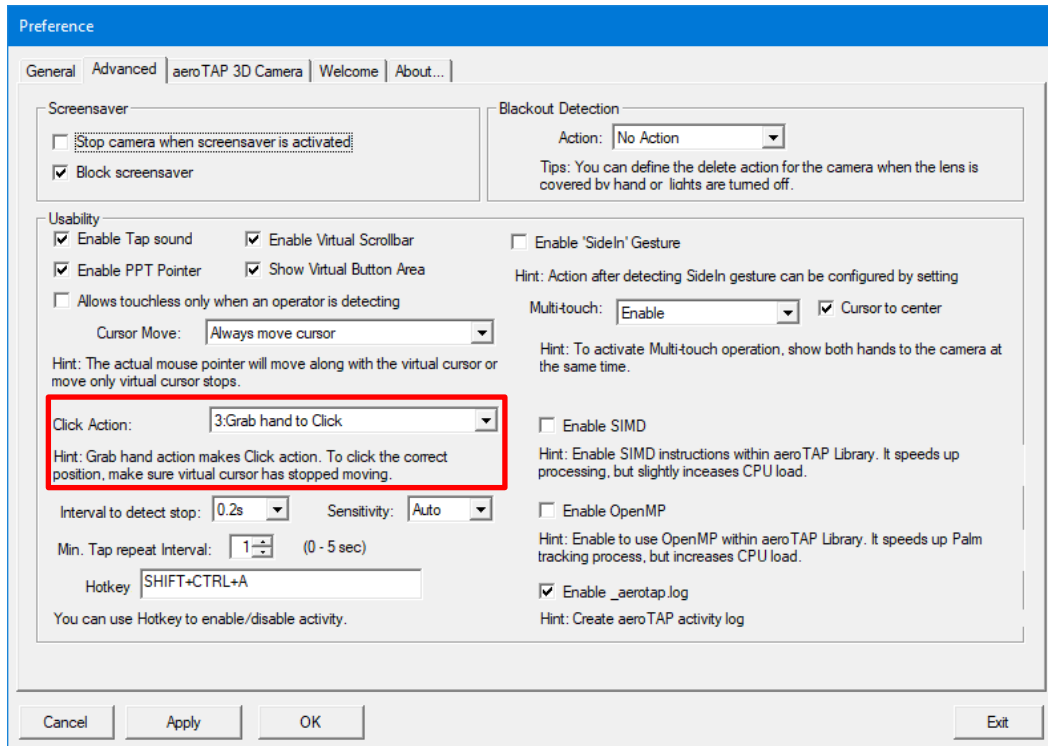 Preference
General Advanced aeroTAP 3D Camera Welcome About...
Screensaver
Stop camera when screensaver is activated
Block screensaver
Blackout Detection
Action: No Action
Tips: You can define the delete action for the camera when the lens is
covered by hand or lights are turned off.
Usability
Enable Tap sound Enable Virtual Scrollbar
Enable PPT Pointer Show Virtual Button Area
Allows touchless only when an operator is detecting
Cursor Move: Always move cursor
Hint: The actual mouse pointer will move along with the virtual cursor or
move only virtual cursor stops.
Click Action: 3:Grab hand to Click
Hint: Grab hand action makes Click action. To click the correct
position, make sure virtual cursor has stopped moving.
Interval to detect stop: 0.2s Sensitivity: Auto
Min. Tap repeat Interval: 1 (0 - 5 sec)
Hotkey SHIFT+CTRL+A
You can use Hotkey to enable/disable activity.
Enable 'SideIn' Gesture
Hint: Action after detecting SideIn gesture can be configured by setting
Multi-touch: Enable Cursor to center
Hint: To activate Multi-touch operation, show both hands to the camera at
the same time.
Enable SIMD
Hint: Enable SIMD instructions within aeroTAP Library. It speeds up
processing, but slightly inceases CPU load.
Enable OpenMP
Hint: Enable to use OpenMP within aeroTAP Library. It speeds up Palm
tracking process, but increases CPU load.
Enable _aerotap.log
Hint: Create aeroTAP activity log
Cancel Apply OK Exit